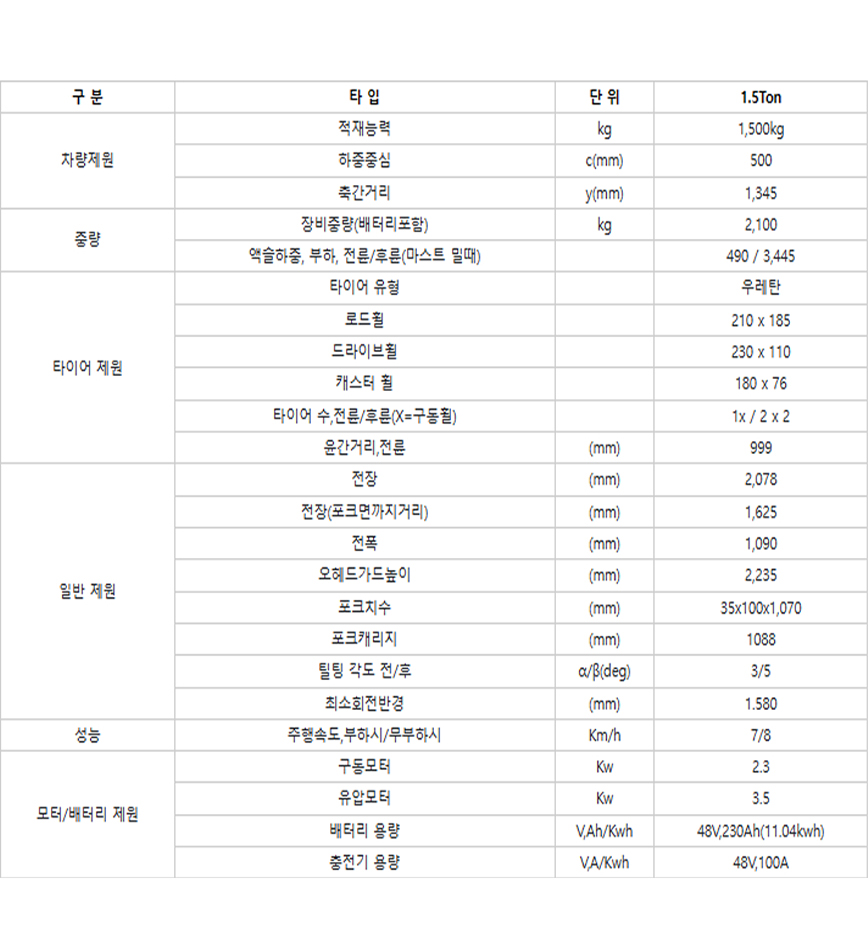 구 분 타 입 단 위 1.5Ton
차량제원 적재능력 kg 1,500kg
하중중심 c(mm) 500
축간거리 y(mm) 1,345
중량 장비중량(배터리포함) kg 2,100
액슬하중, 부하, 전륜/후륜(마스트 밀때) 490 / 3,445
타이어 제원 타이어 유형 우레탄
로드휠 210 x 185
드라이브휠 230 x 110
캐스터 휠 180 x 76
타이어 수,전륜/후륜(X=구동휠) 1x / 2 x 2
윤간거리,전륜 (mm) 999
일반 제원 전장 (mm) 2,078
전장(포크면까지거리) (mm) 1,625
전폭 (mm) 1,090
오헤드가드높이 (mm) 2,235
포크치수 (mm) 35x100x1,070
포크캐리지 (mm) 1088
틸팅 각도 전/후 α/β(deg) 3/5
최소회전반경 (mm) 1.580
성능 주행속도,부하시/무부하시 Km/h 7/8
모터/배터리 제원 구동모터 Kw 2.3
유압모터 Kw 3.5
배터리 용량 V,Ah/Kwh 48V,230Ah(11.04kwh)
충전기 용량 V,A/Kwh 48V,100A